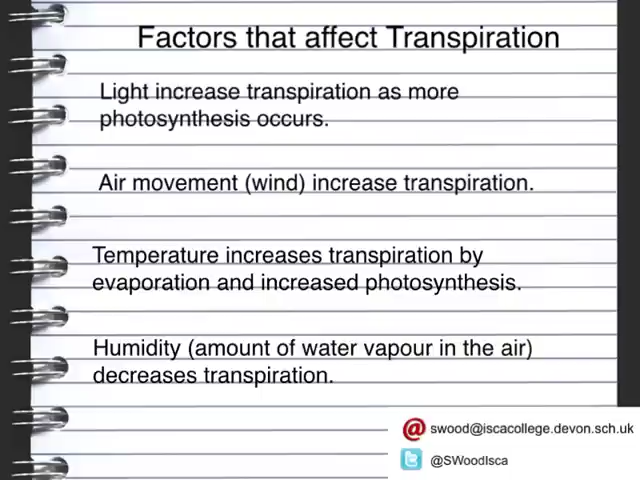 Factors that affect Transpiration
Light increase transpiration as more
photosynthesis occurs.
Air movement (wind) increase transpiration.
Temperature increases transpiration by
evaporation and increased photosynthesis.
Humidity (amount of water vapour in the air)
decreases transpiration.
swood@iscacollege.devon.sch.uk
@SWoodIsca